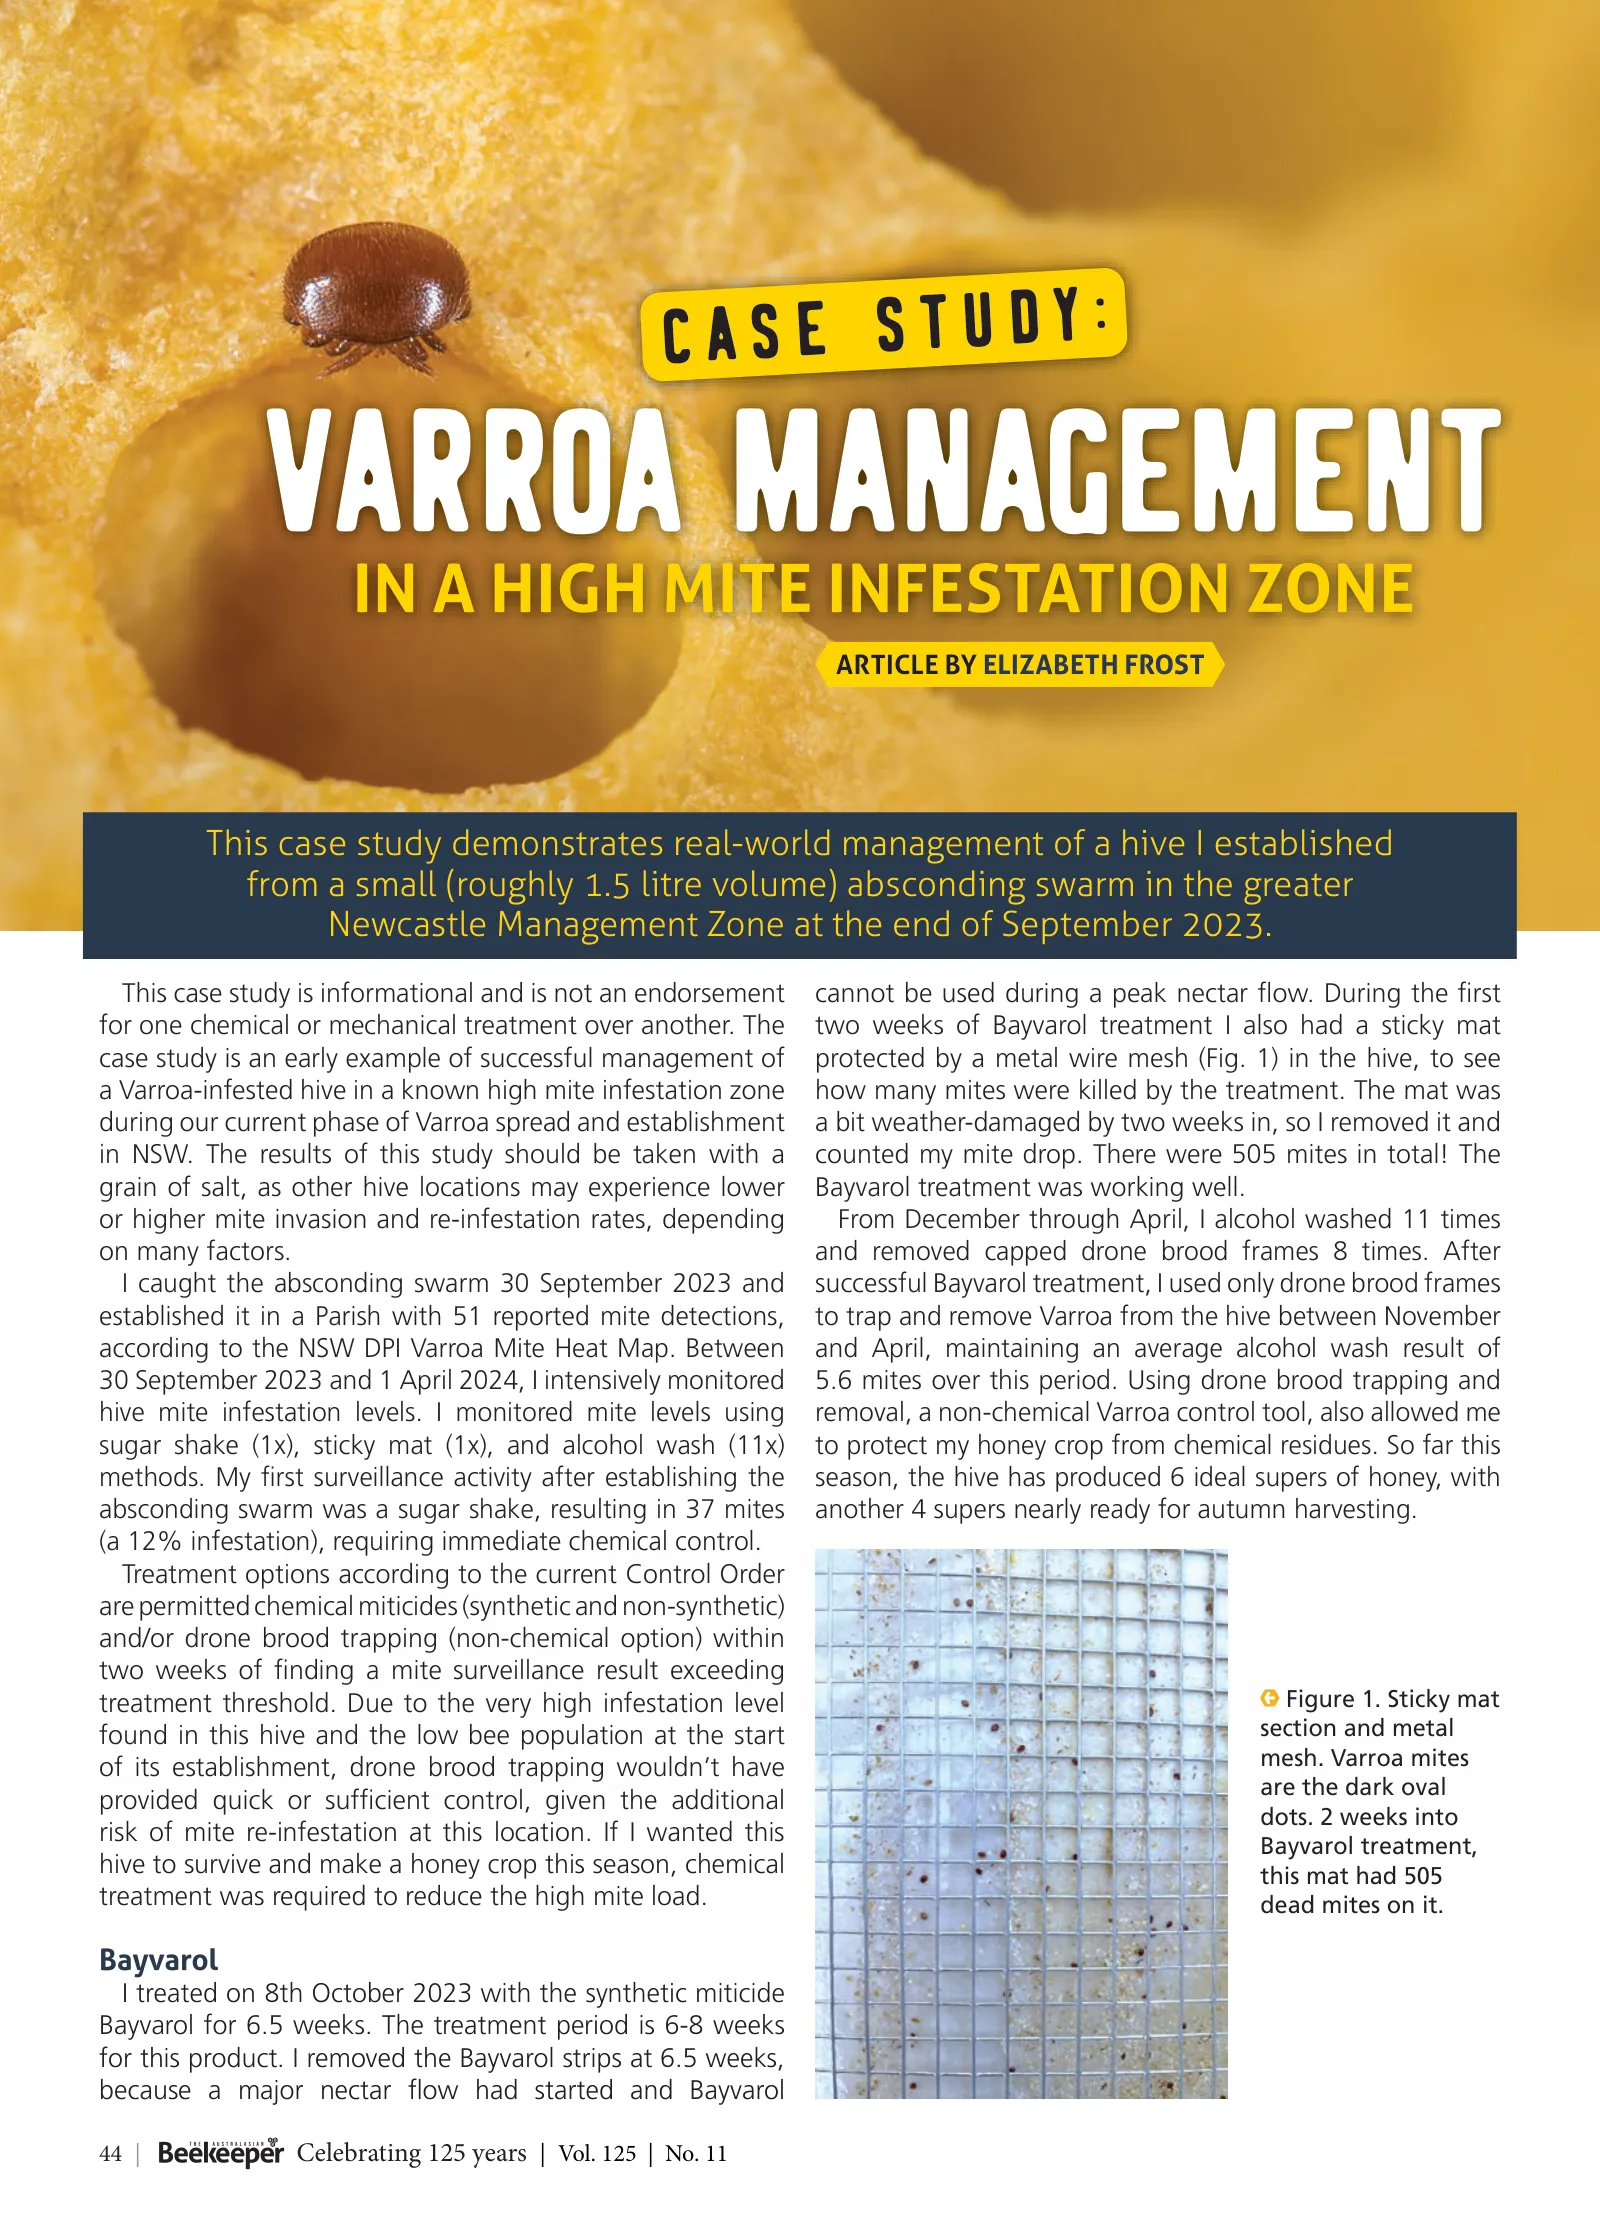 CASE STUDY:
VARROA MANAGEMENT
IN A HIGH MITE INFESTATION ZONE
ARTICLE BY ELIZABETH FROST
This case study demonstrates real-world management of a hive I established
from a small (roughly 1.5 litre volume) absconding swarm in the greater
Newcastle Management Zone at the end of September 2023.
This case study is informational and is not an endorsement
for one chemical or mechanical treatment over another. The
case study is an early example of successful management of
a Varroa-infested hive in a known high mite infestation zone
during our current phase of Varroa spread and establishment
in NSW. The results of this study should be taken with a
grain of salt, as other hive locations may experience lower
or higher mite invasion and re-infestation rates, depending
on many factors.
I caught the absconding swarm 30 September 2023 and
established it in a Parish with 51 reported mite detections,
according to the NSW DPI Varroa Mite Heat Map. Between
30 September 2023 and 1 April 2024, I intensively monitored
hive mite infestation levels. I monitored mite levels using
sugar shake (1x), sticky mat (1x), and alcohol wash (11x)
methods. My first surveillance activity after establishing the
absconding swarm was a sugar shake, resulting in 37 mites
(a 12% infestation), requiring immediate chemical control.
Treatment options according to the current Control Order
are permitted chemical miticides (synthetic and non-synthetic)
and/or drone brood trapping (non-chemical option) within
two weeks of finding a mite surveillance result exceeding
treatment threshold. Due to the very high infestation level
found in this hive and the low bee population at the start
of its establishment, drone brood trapping wouldn't have
provided quick or sufficient control, given the additional
risk of mite re-infestation at this location. If I wanted this
hive to survive and make a honey crop this season, chemical
treatment was required to reduce the high mite load.
Bayvarol
I treated on 8th October 2023 with the synthetic miticide
Bayvarol for 6.5 weeks. The treatment period is 6-8 weeks
for this product. I removed the Bayvarol strips at 6.5 weeks,
because a major nectar flow had started and Bayvarol
cannot be used during a peak nectar flow. During the first
two weeks of Bayvarol treatment I also had a sticky mat
protected by a metal wire mesh (Fig. 1) in the hive, to see
how many mites were killed by the treatment. The mat was
a bit weather-damaged by two weeks in, so I removed it and
counted my mite drop. There were 505 mites in total! The
Bayvarol treatment was working well.
From December through April, I alcohol washed 11 times
and removed capped drone brood frames 8 times. After
successful Bayvarol treatment, I used only drone brood frames
to trap and remove Varroa from the hive between November
and April, maintaining an average alcohol wash result of
5.6 mites over this period. Using drone brood trapping and
removal, a non-chemical Varroa control tool, also allowed me
to protect my honey crop from chemical residues. So far this
season, the hive has produced 6 ideal supers of honey, with
another 4 supers nearly ready for autumn harvesting.
Figure 1. Sticky mat
section and metal
mesh. Varroa mites
are the dark oval
dots. 2 weeks into
Bayvarol treatment,
this mat had 505
dead mites on it.
44 | THE AUSTRALASIAN Beekeeper Celebrating 125 years | Vol. 125 | No. 11